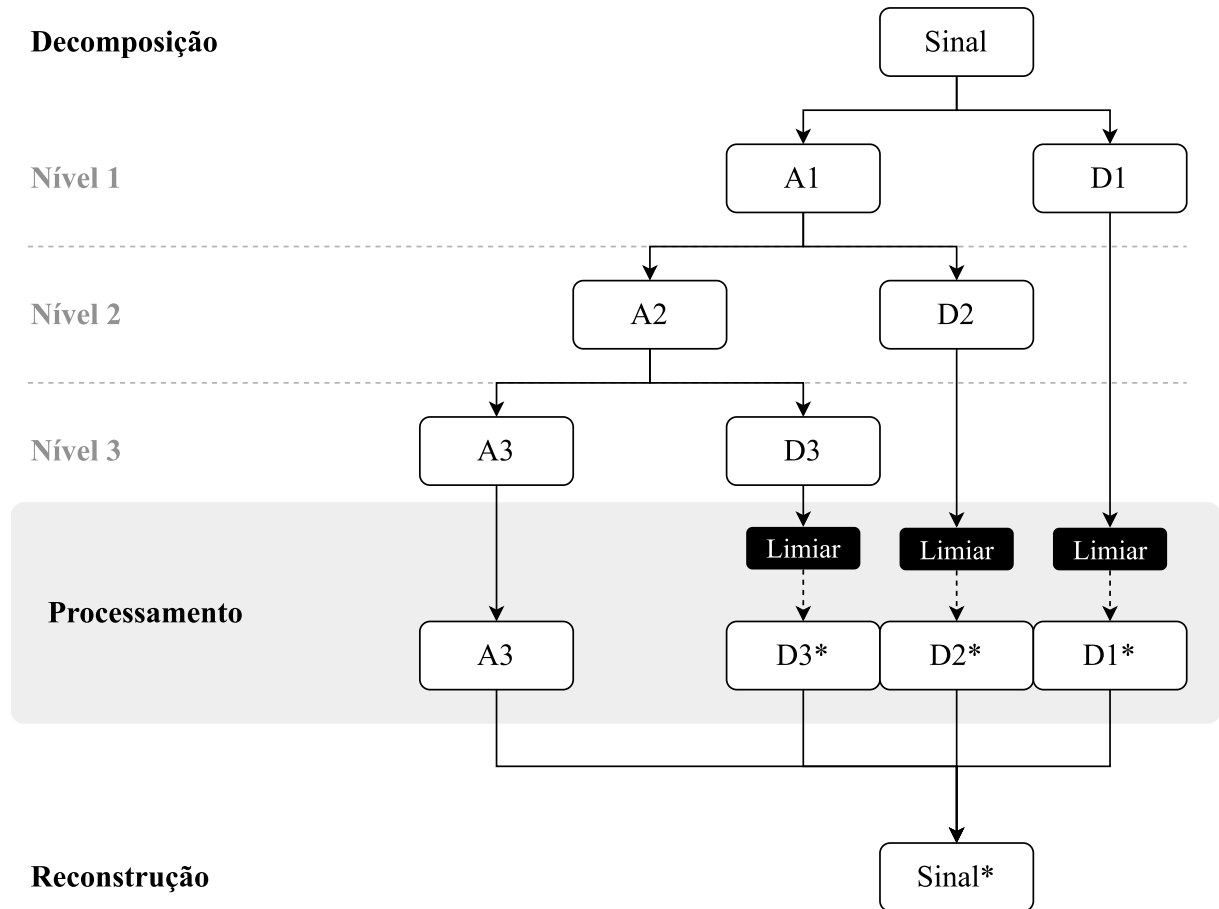 Decomposição
Sinal
Nível 1
A1
D1
Nível 2
A2
D2
Nível 3
A3
D3
Limiar
Limiar
Limiar
Processamento
A3
D3*
D2*
D1*
Reconstrução
Sinal*